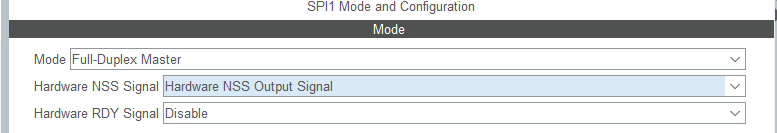 SPI1 Mode and Configuration
Mode
Mode Full-Duplex Master
Hardware NSS Signal Hardware NSS Output Signal
Hardware RDY Signal Disable